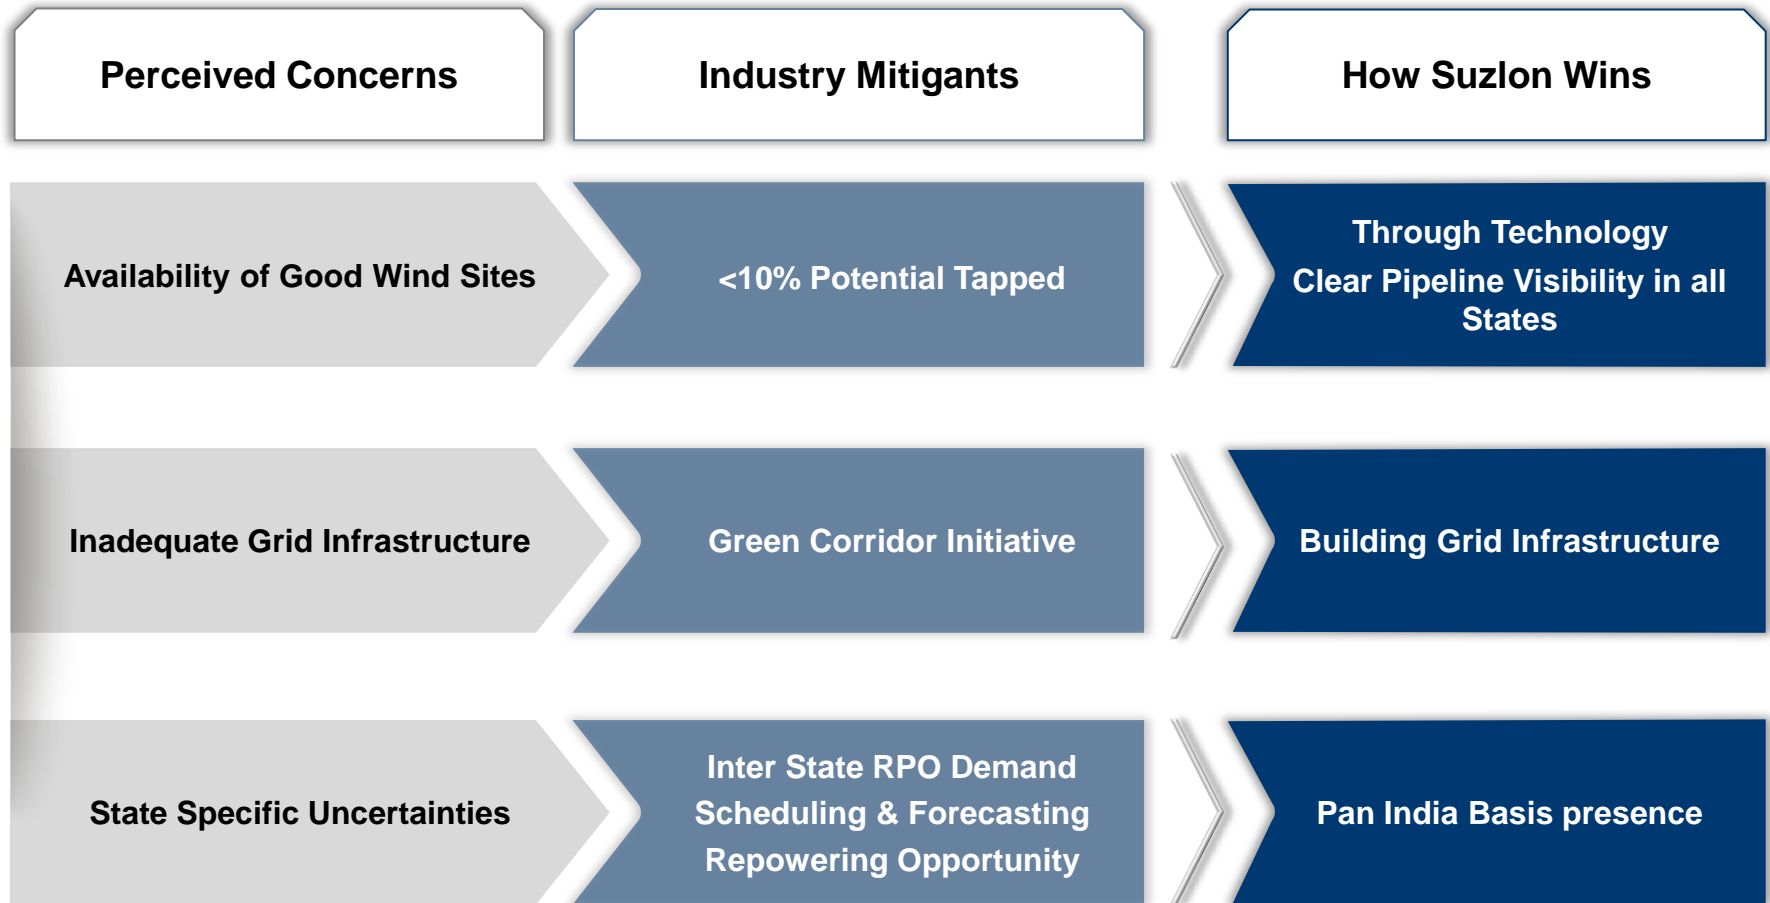 Perceived Concerns
Industry Mitigants
How Suzlon Wins
Availability of Good Wind Sites
<10% Potential Tapped
Through Technology
Clear Pipeline Visibility in all
States
Inadequate Grid Infrastructure
Green Corridor Initiative
Building Grid Infrastructure
State Specific Uncertainties
Inter State RPO Demand
Scheduling & Forecasting
Repowering Opportunity
Pan India Basis presence